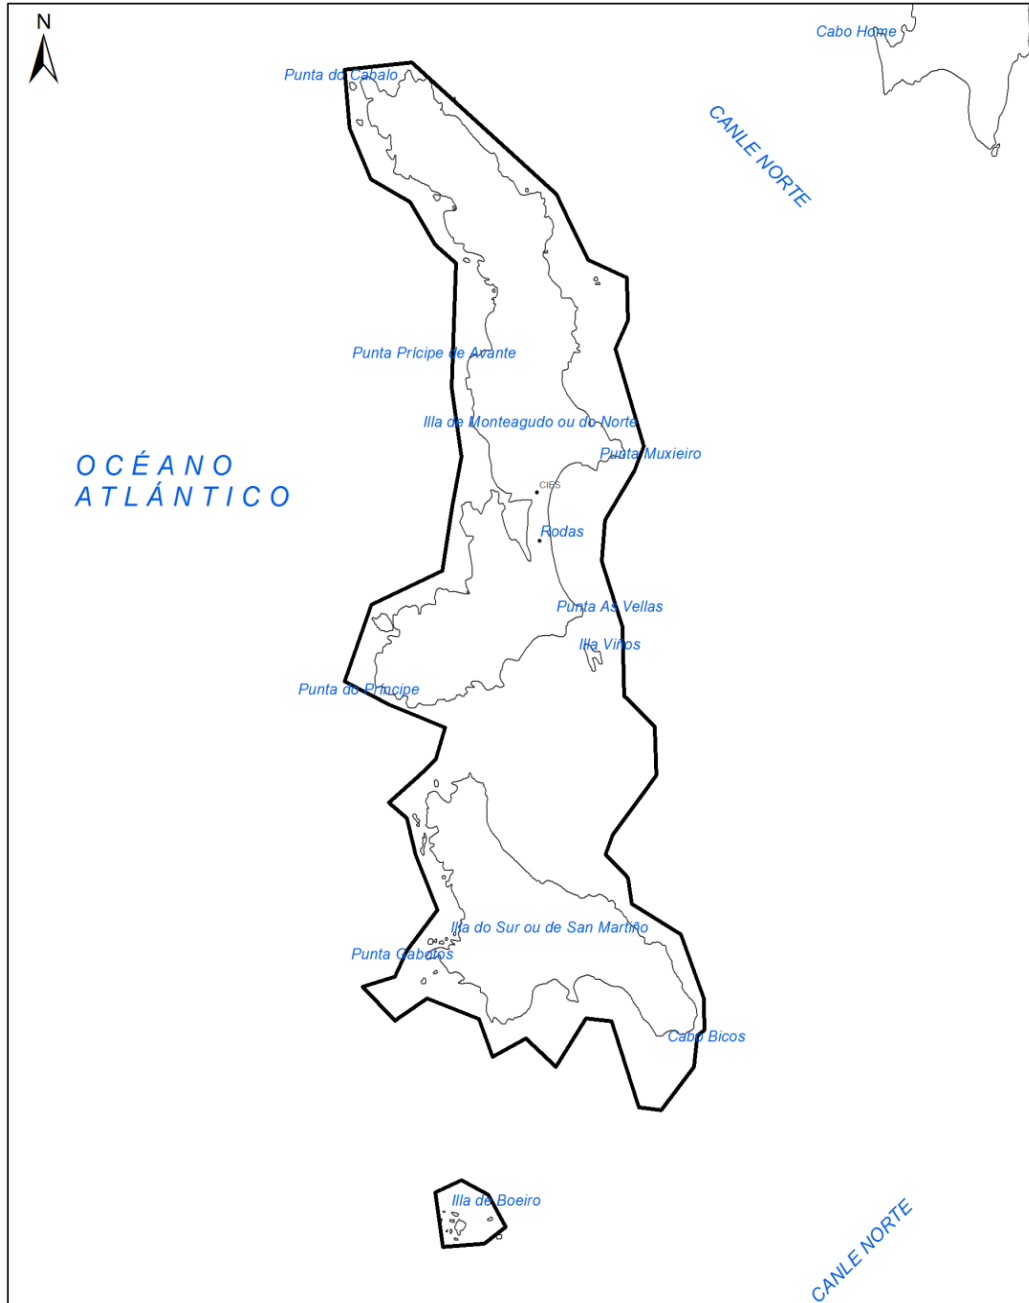 N
Cabo Home
Punta do Cabalo
CANLE NORTE
Punta Prícipe de Avante
Illa de Monteagudo ou do Norte
Punta Muxieiro
OCÉANO
ATLÁNTICO
CIES
Rodas
Punta As Vellas
Illa Viños
Punta do Príncipe
Illa do Sur ou de San Martiño
Punta Gabotos
Cabo Bicos
Illa de Boeiro
CANLE NORTE